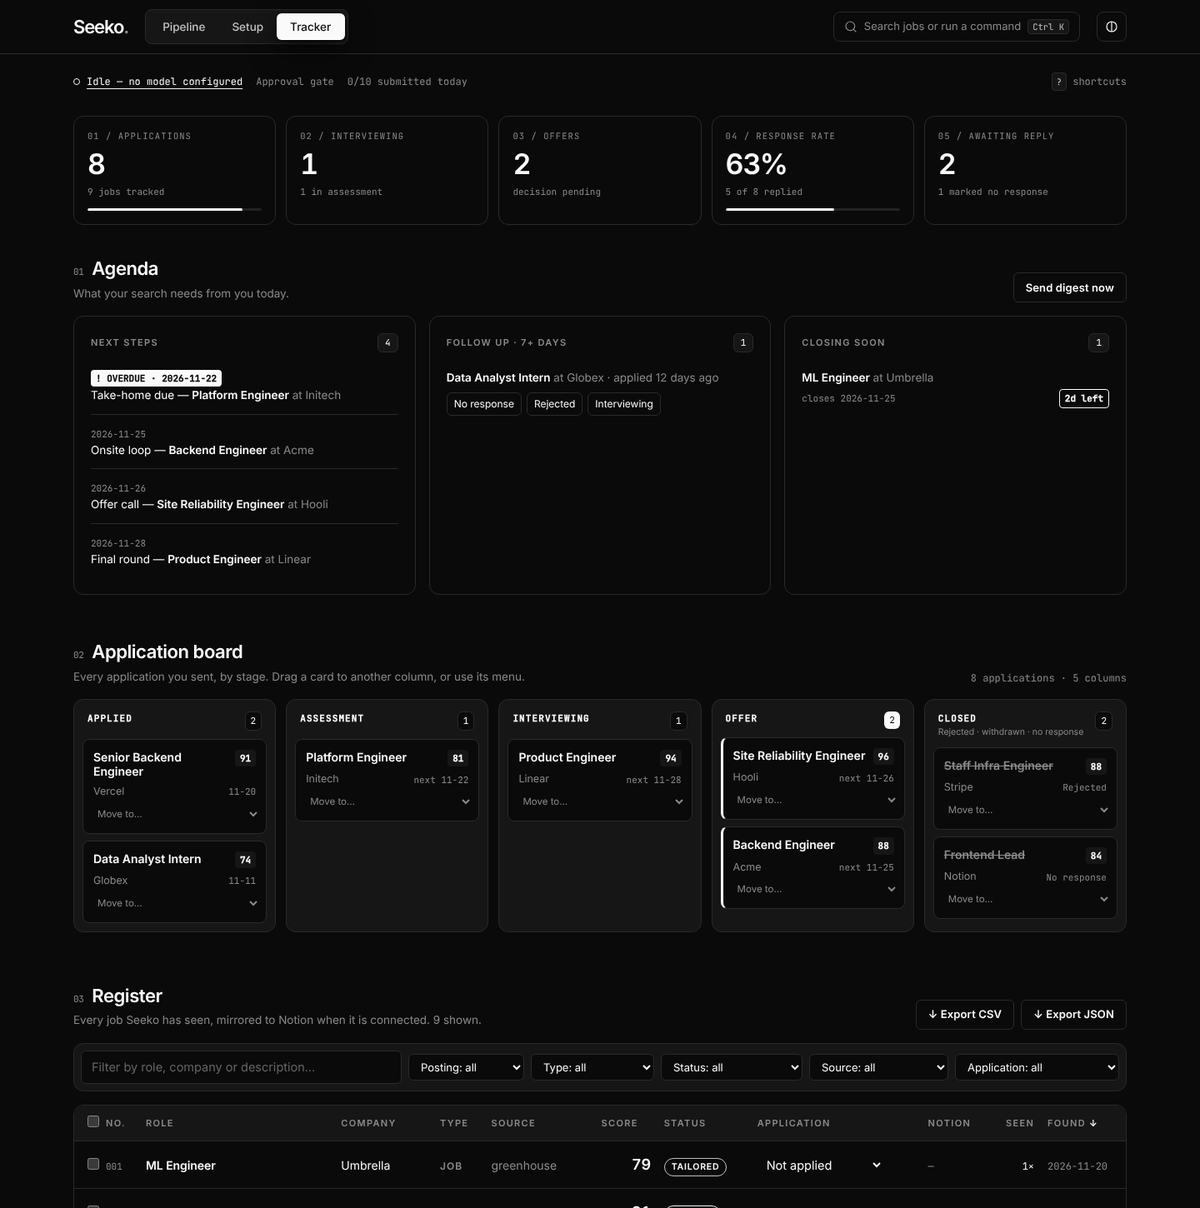 Seeko.
Pipeline Setup Tracker
Search jobs or run a command Ctrl K
Idle — no model configured Approval gate 0/10 submitted today
? shortcuts
01 / APPLICATIONS
8
9 jobs tracked
02 / INTERVIEWING
1
1 in assessment
03 / OFFERS
2
decision pending
04 / RESPONSE RATE
63%
5 of 8 replied
05 / AWAITING REPLY
2
1 marked no response
01 Agenda
What your search needs from you today.
Send digest now
NEXT STEPS 4
! OVERDUE · 2026-11-22
Take-home due — Platform Engineer at Initech
2026-11-25
Onsite loop — Backend Engineer at Acme
2026-11-26
Offer call — Site Reliability Engineer at Hooli
2026-11-28
Final round — Product Engineer at Linear
FOLLOW UP · 7+ DAYS 1
Data Analyst Intern at Globex · applied 12 days ago
No response Rejected Interviewing
CLOSING SOON 1
ML Engineer at Umbrella
closes 2026-11-25 2d left
02 Application board
Every application you sent, by stage. Drag a card to another column, or use its menu.
8 applications · 5 columns
APPLIED 2
Senior Backend
Engineer 91
Vercel 11-20
Move to...
Data Analyst Intern 74
Globex 11-11
Move to...
ASSESSMENT 1
Platform Engineer 81
Initech next 11-22
Move to...
INTERVIEWING 1
Product Engineer 94
Linear next 11-28
Move to...
OFFER 2
Site Reliability Engineer 96
Hooli next 11-26
Move to...
Backend Engineer 88
Acme next 11-25
Move to...
CLOSED 2
Rejected · withdrawn · no response
Staff Infra Engineer 88
Stripe Rejected
Move to...
Frontend Lead 84
Notion No response
Move to...
03 Register
Every job Seeko has seen, mirrored to Notion when it is connected. 9 shown.
↓ Export CSV ↓ Export JSON
Filter by role, company or description... Posting: all Type: all Status: all Source: all Application: all
NO. ROLE COMPANY TYPE SOURCE SCORE STATUS APPLICATION NOTION SEEN FOUND ↓
001 ML Engineer Umbrella JOB greenhouse 79 TAILORED Not applied – 1× 2026-11-20